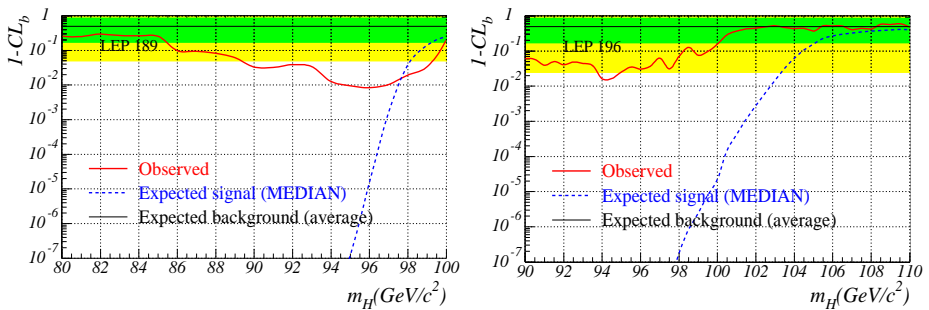 1-CL_b
1
10^-1
10^-2
10^-3
10^-4
10^-5
10^-6
10^-7
LEP 189
Observed
Expected signal (MEDIAN)
Expected background (average)
80 82 84 86 88 90 92 94 96 98 100
m_H(GeV/c^2)
1-CL_b
1
10^-1
10^-2
10^-3
10^-4
10^-5
10^-6
10^-7
LEP 196
Observed
Expected signal (MEDIAN)
Expected background (average)
90 92 94 96 98 100 102 104 106 108 110
m_H(GeV/c^2)